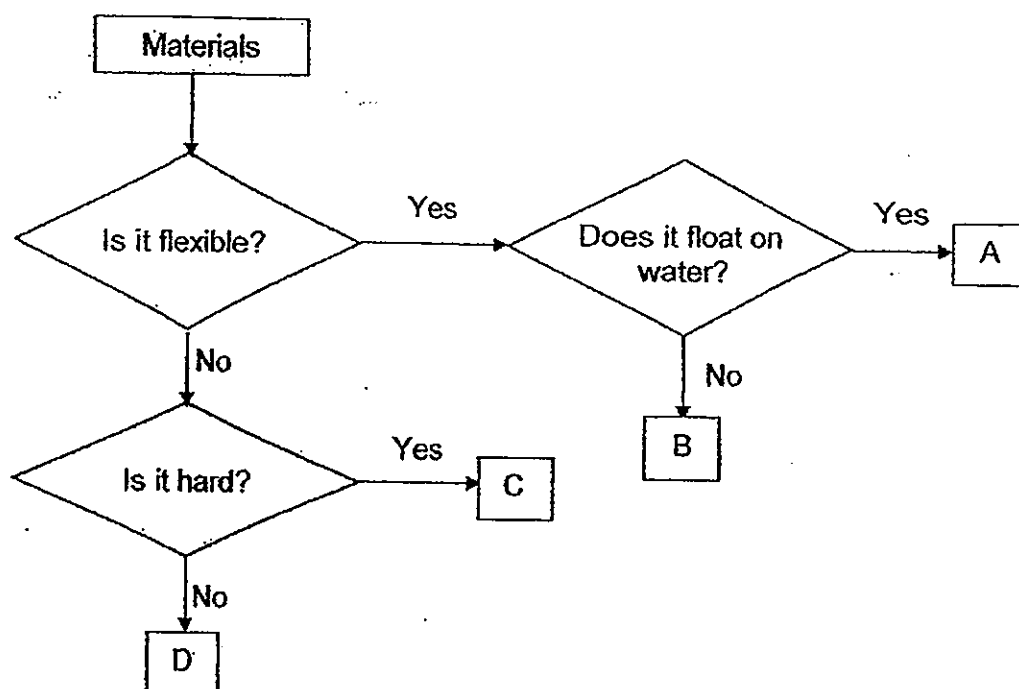 Materials
Is it flexible?
Yes
Does it float on
water?
Yes
A
No
B
No
Is it hard?
Yes
C
No
D